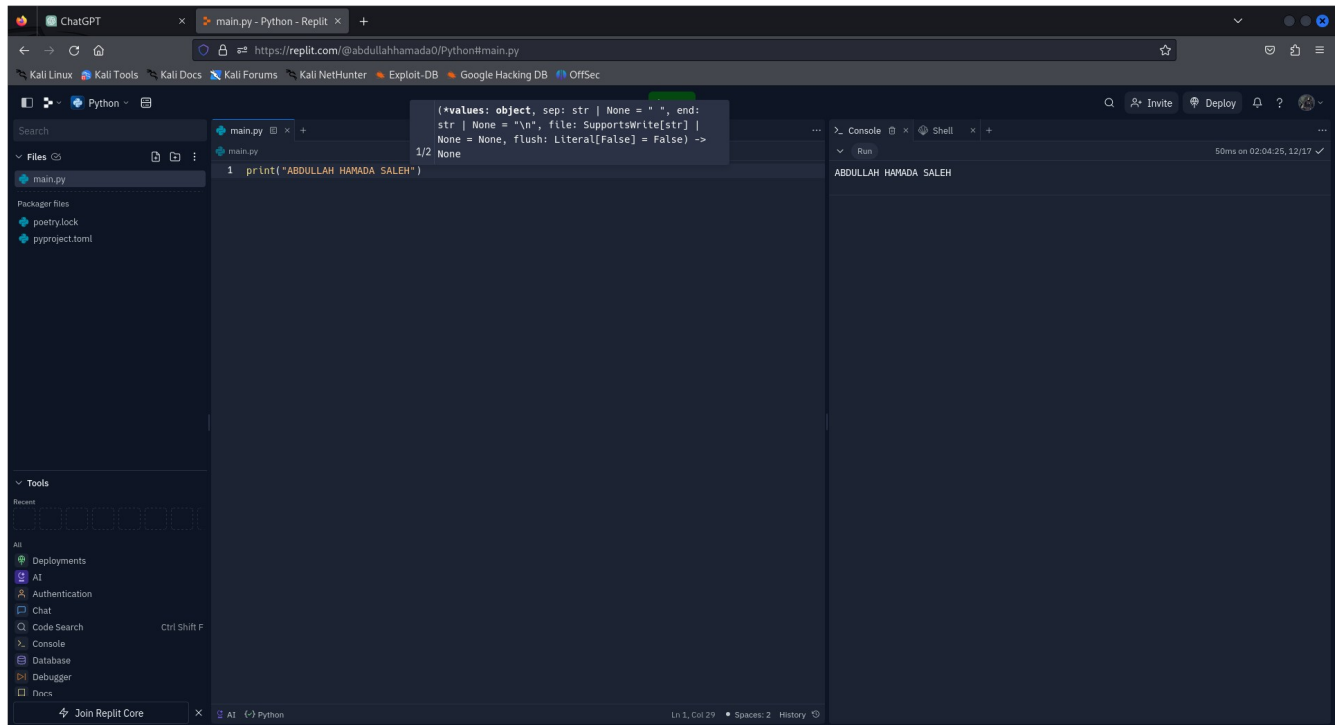 ChatGPT
main.py - Python - Replit
https://replit.com/@abdullahhamada0/Python#main.py
Kali Linux Kali Tools Kali Docs Kali Forums Kali NetHunter Exploit-DB Google Hacking DB OffSec
Python
Invite Deploy ?
Search
Files
main.py
Packager files
poetry.lock
pyproject.toml
Tools
Recent
All
Deployments
AI
Authentication
Chat
Code Search Ctrl Shift F
Console
Database
Debugger
Docs
Join Replit Core
main.py
main.py
(*values: object, sep: str | None = " ", end:
str | None = "\n", file: SupportsWrite[str] |
None = None, flush: Literal[False] = False) ->
1/2 None
1 print("ABDULLAH HAMADA SALEH")
AI Python
Ln 1, Col 29 Spaces: 2 History
Console Shell
Run 50ms on 02:04:25, 12/17
ABDULLAH HAMADA SALEH